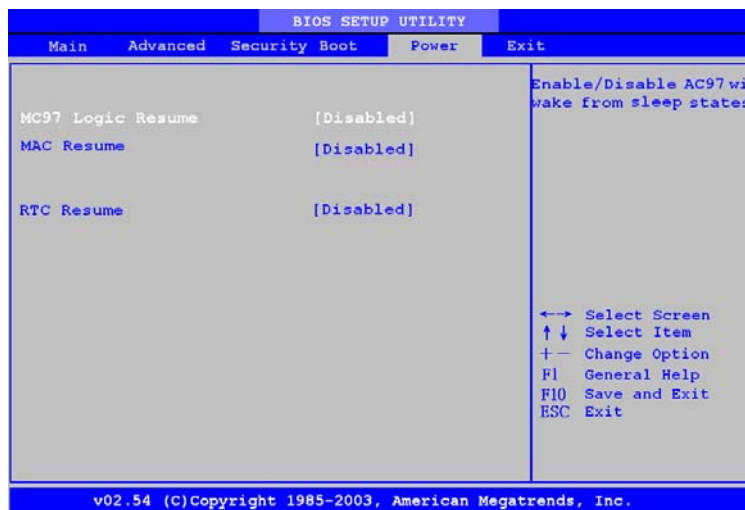 BIOS SETUP UTILITY
Main Advanced Security Boot Power Exit
MC97 Logic Resume [Disabled]
MAC Resume [Disabled]
RTC Resume [Disabled]
Enable/Disable AC97 wi
wake from sleep states
←→ Select Screen
↑↓ Select Item
+− Change Option
F1 General Help
F10 Save and Exit
ESC Exit
v02.54 (C)Copyright 1985-2003, American Megatrends, Inc.